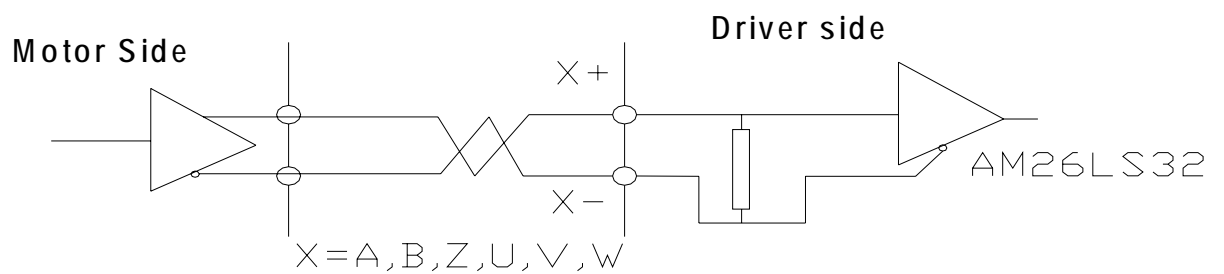 Motor Side
Driver side
X+
X-
AM26LS32
X=A,B,Z,U,V,W